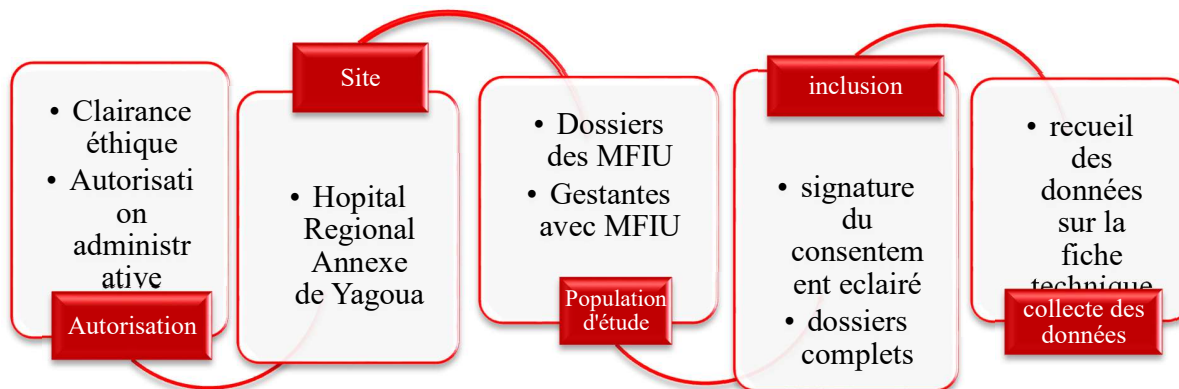 • Clairance
éthique
• Autorisati
on
administr
ative
Autorisation
Site
• Hopital
Regional
Annexe
de Yagoua
• Dossiers
des MFIU
• Gestantes
avec MFIU
Population
d'étude
inclusion
• signature
du
consentem
ent eclairé
• dossiers
complets
• recueil
des
données
sur la
fiche
technique
collecte des
données